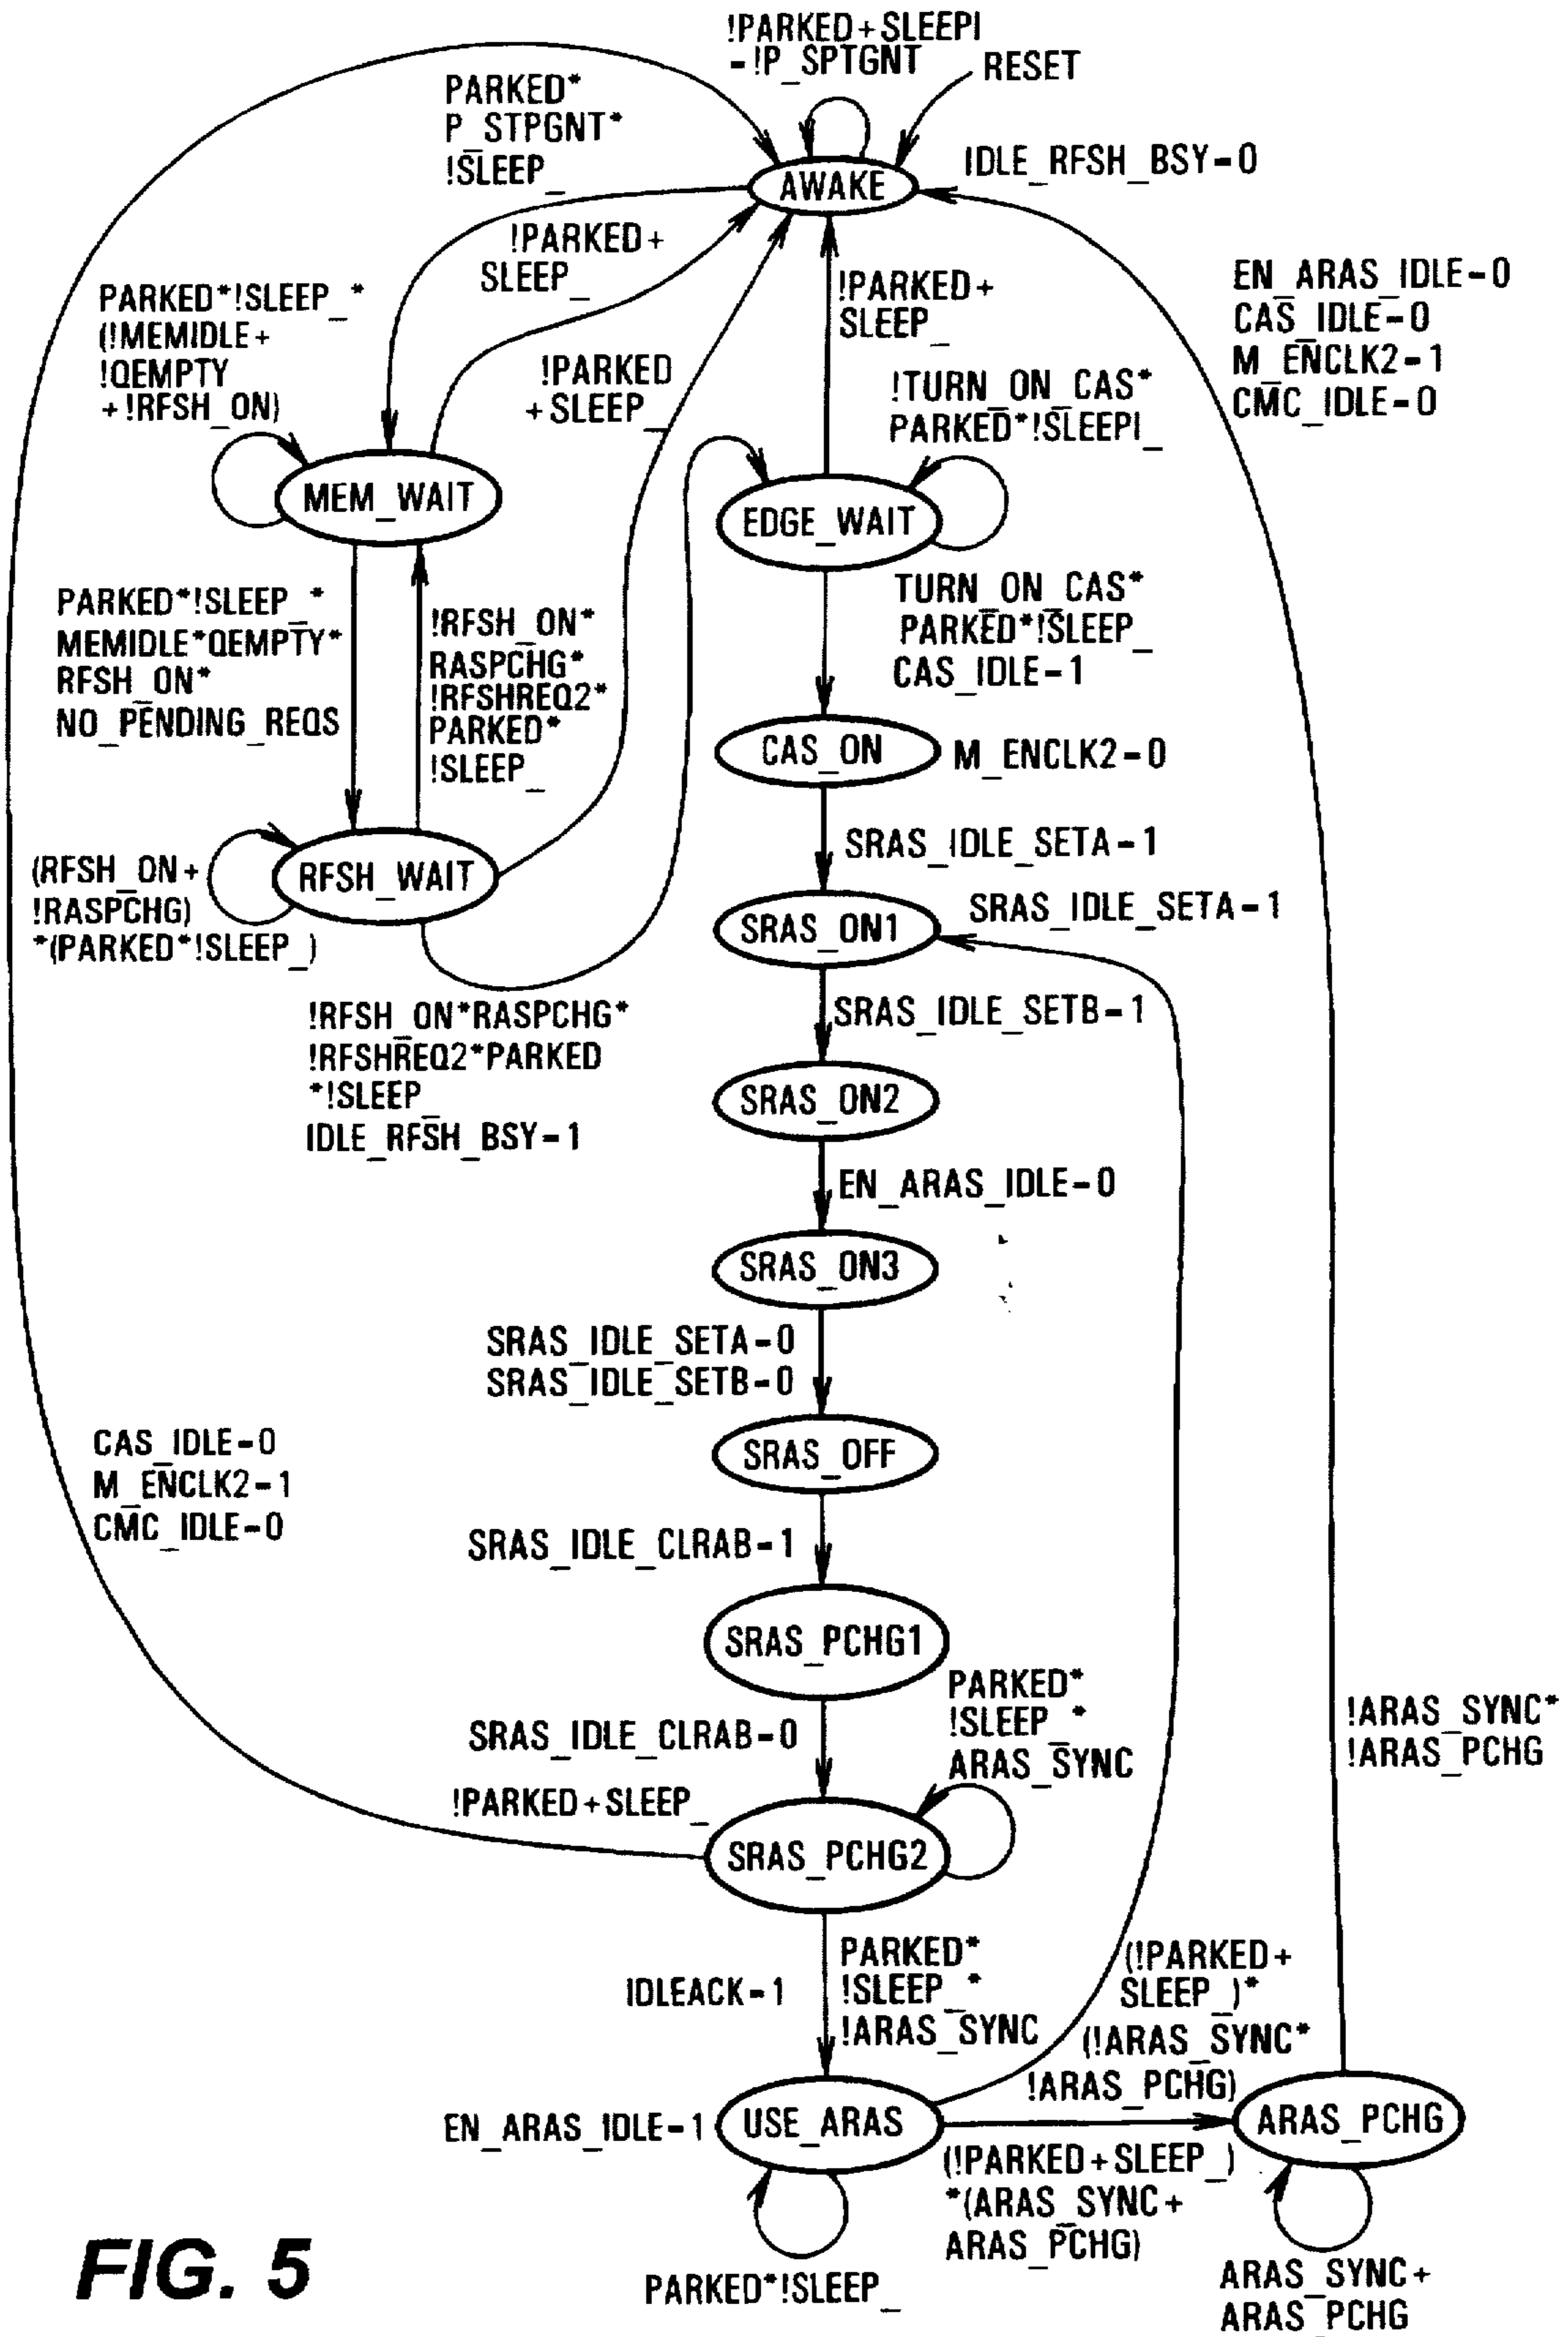 !PARKED+SLEEPI
-!P_SPTGNT
RESET
PARKED*
P_STPGNT*
!SLEEP_
IDLE_RFSH_BSY-0
AWAKE
!PARKED+
SLEEP_
!PARKED+
SLEEP_
EN_ARAS_IDLE-0
CAS_IDLE-0
M_ENCLK2-1
CMC_IDLE-0
PARKED*!SLEEP_*
(!MEMIDLE+
!QEMPTY
+!RFSH_ON)
!PARKED
+SLEEP_
!TURN_ON_CAS*
PARKED*!SLEEPI_
MEM_WAIT
EDGE_WAIT
PARKED*!SLEEP_*
MEMIDLE*QEMPTY*
RFSH_ON*
NO_PENDING_REQS
!RFSH_ON*
RASPCHG*
!RFSHREQ2*
PARKED*
!SLEEP_
TURN_ON_CAS*
PARKED*!SLEEP_
CAS_IDLE-1
CAS_ON
M_ENCLK2-0
(RFSH_ON+
!RASPCHG)
*(PARKED*!SLEEP_)
RFSH_WAIT
SRAS_IDLE_SETA-1
SRAS_ON1
SRAS_IDLE_SETA-1
!RFSH_ON*RASPCHG*
!RFSHREQ2*PARKED
*!SLEEP_
IDLE_RFSH_BSY-1
SRAS_IDLE_SETB-1
SRAS_ON2
EN_ARAS_IDLE-0
SRAS_ON3
SRAS_IDLE_SETA-0
SRAS_IDLE_SETB-0
SRAS_OFF
CAS_IDLE-0
M_ENCLK2-1
CMC_IDLE-0
SRAS_IDLE_CLRAB-1
SRAS_PCHG1
SRAS_IDLE_CLRAB-0
PARKED*
!SLEEP_*
ARAS_SYNC
!ARAS_SYNC*
!ARAS_PCHG
!PARKED+SLEEP_
SRAS_PCHG2
IDLEACK-1
PARKED*
!SLEEP_*
!ARAS_SYNC
(!PARKED+
SLEEP_)*
(!ARAS_SYNC*
!ARAS_PCHG)
EN_ARAS_IDLE-1
USE_ARAS
ARAS_PCHG
(!PARKED+SLEEP_)
*(ARAS_SYNC+
ARAS_PCHG)
PARKED*!SLEEP_
ARAS_SYNC+
ARAS_PCHG
FIG. 5